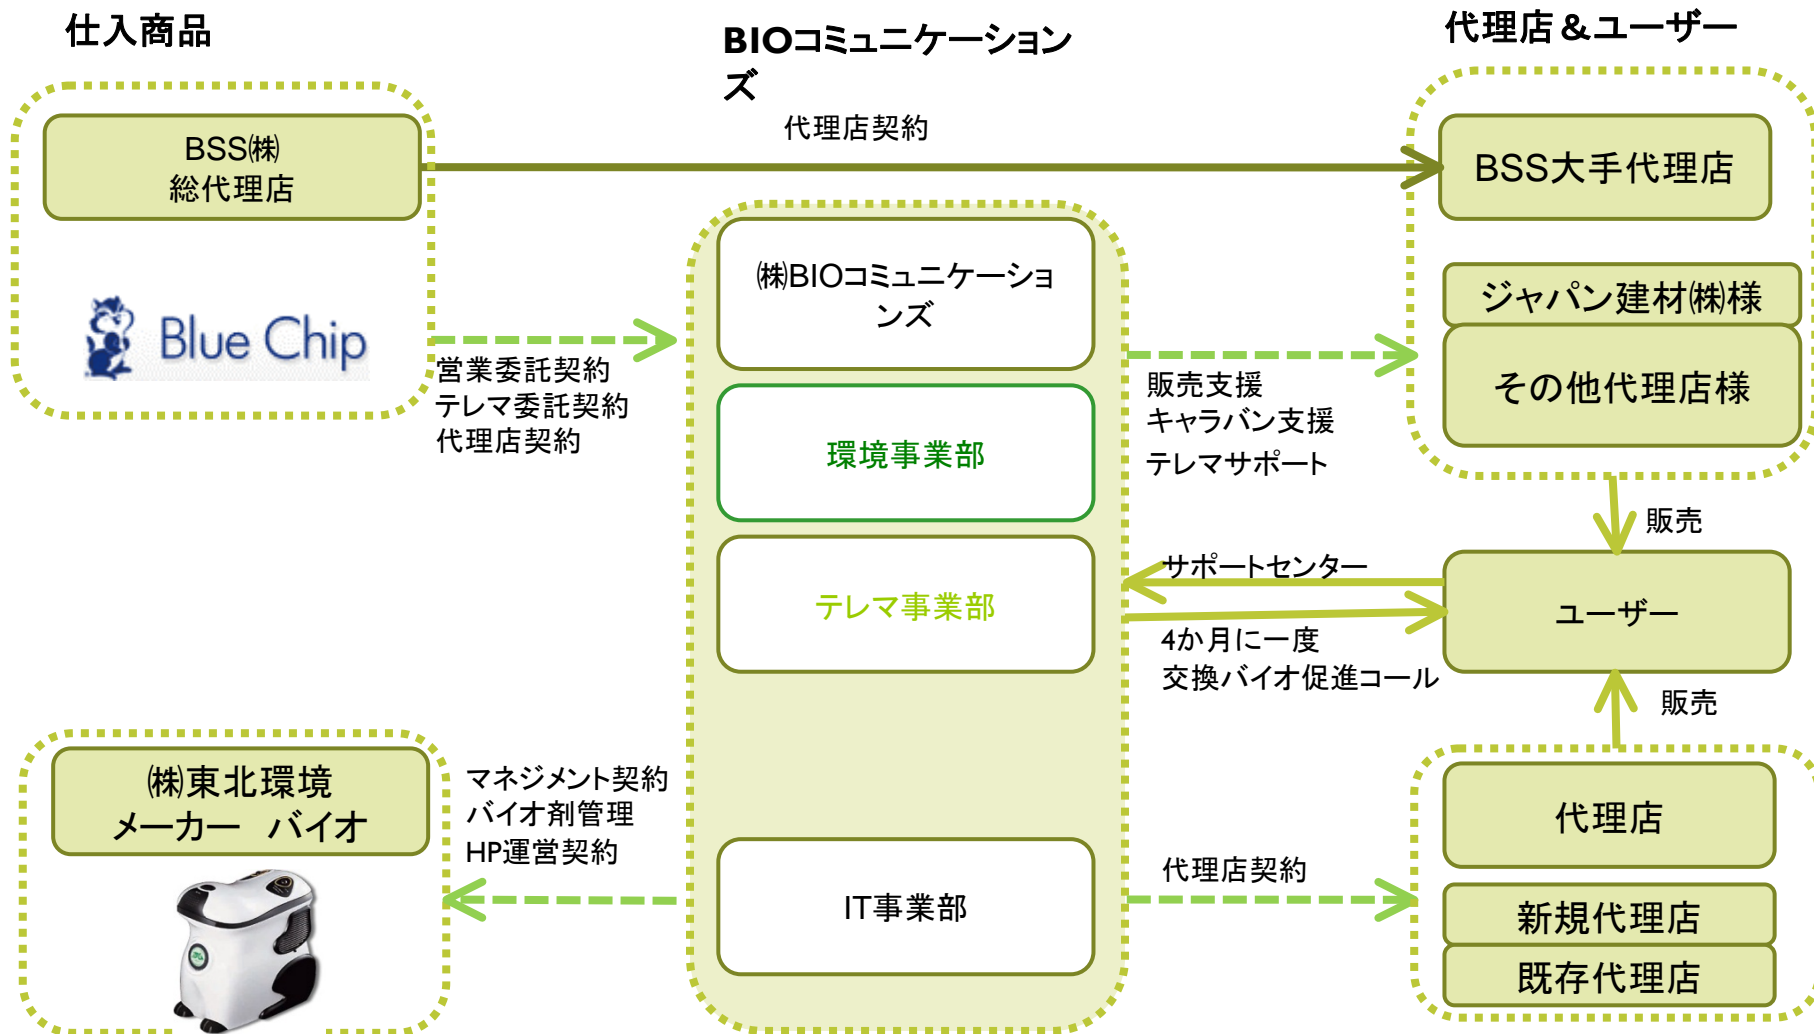 仕入商品
BIOコミュニケーション
ズ
代理店＆ユーザー
BSS㈱
総代理店
代理店契約
BSS大手代理店
Blue Chip
営業委託契約
テレマ委託契約
代理店契約
㈱BIOコミュニケーショ
ンズ
環境事業部
テレマ事業部
IT事業部
販売支援
キャラバン支援
テレマサポート
ジャパン建材㈱様
その他代理店様
販売
サポートセンター
ユーザー
4か月に一度
交換バイオ促進コール
販売
㈱東北環境
メーカー　バイオ
マネジメント契約
バイオ剤管理
HP運営契約
代理店契約
代理店
新規代理店
既存代理店